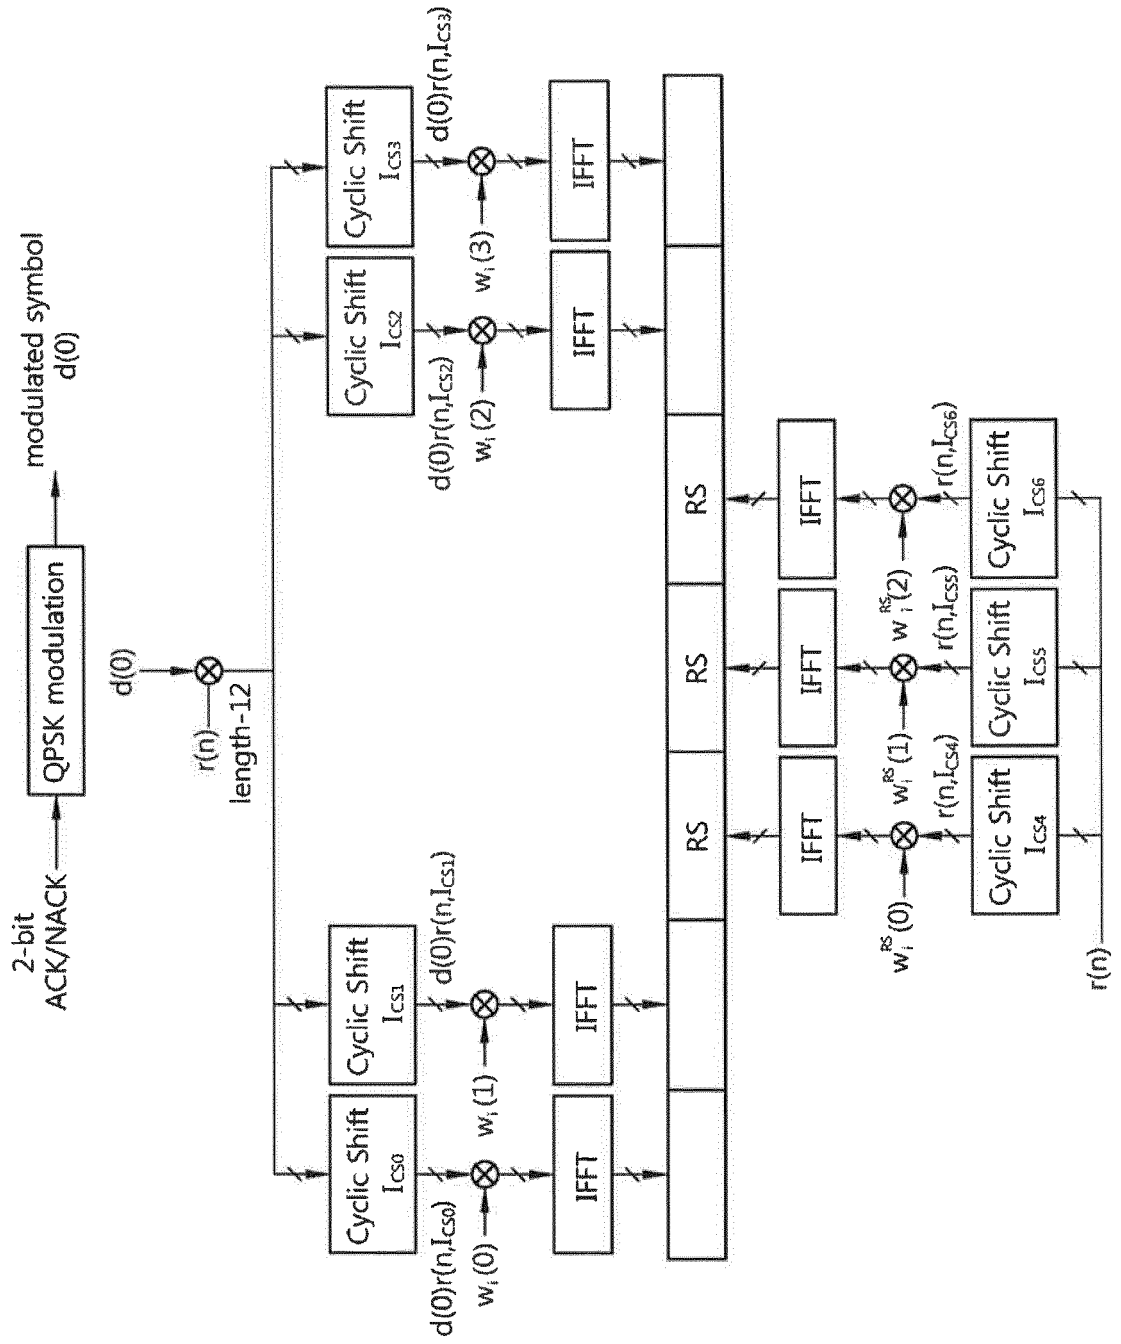 2-bit
ACK/NACK
QPSK modulation
modulated symbol
d(0)
d(0)
r(n)
length-12
Cyclic Shift
I_CS0
Cyclic Shift
I_CS1
Cyclic Shift
I_CS2
Cyclic Shift
I_CS3
d(0)r(n,I_CS0)
d(0)r(n,I_CS1)
d(0)r(n,I_CS2)
d(0)r(n,I_CS3)
w_i(0)
w_i(1)
w_i(2)
w_i(3)
IFFT
IFFT
IFFT
IFFT
RS
RS
RS
IFFT
IFFT
IFFT
w_i^RS(0)
w_i^RS(1)
w_i^RS(2)
r(n,I_CS4)
r(n,I_CS5)
r(n,I_CS6)
Cyclic Shift
I_CS4
Cyclic Shift
I_CS5
Cyclic Shift
I_CS6
r(n)